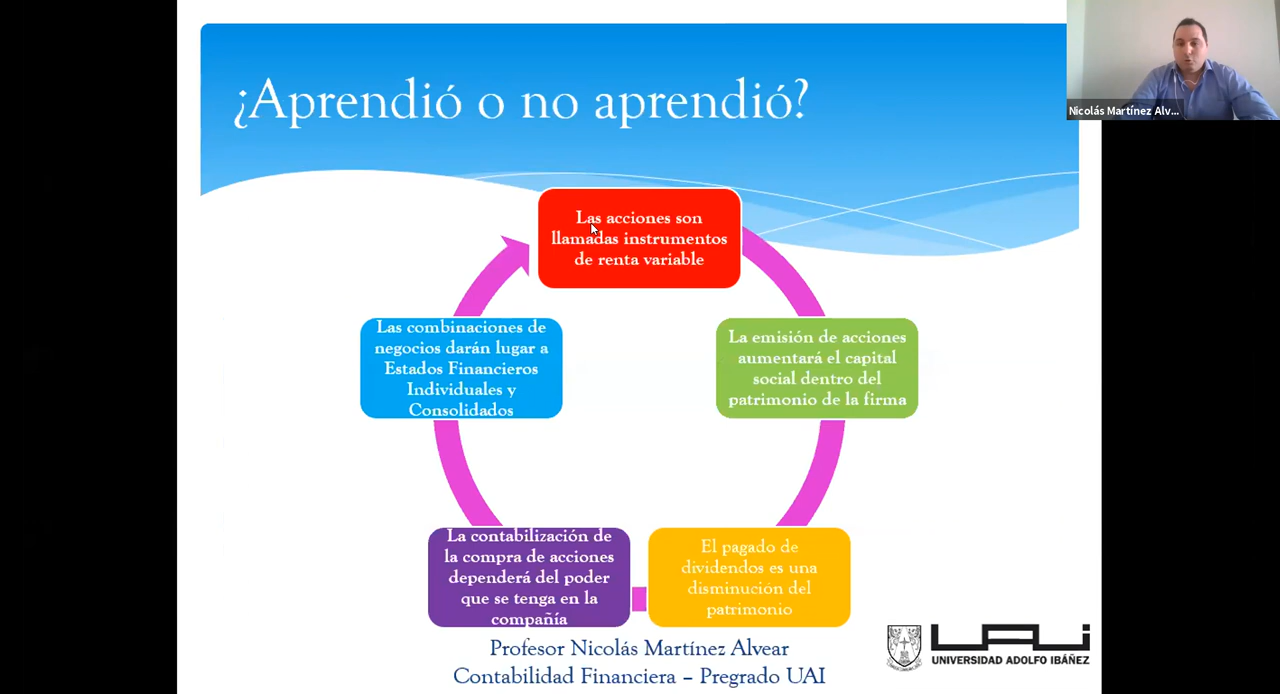 ¿Aprendió o no aprendió?
Nicolás Martínez Alv...
Las acciones son
llamadas instrumentos
de renta variable
La emisión de acciones
aumentará el capital
social dentro del
patrimonio de la firma
El pagado de
dividendos es una
disminución del
patrimonio
La contabilización de
la compra de acciones
dependerá del poder
que se tenga en la
compañía
Las combinaciones de
negocios darán lugar a
Estados Financieros
Individuales y
Consolidados
Profesor Nicolás Martínez Alvear
Contabilidad Financiera – Pregrado UAI
UAI
UNIVERSIDAD ADOLFO IBÁÑEZ